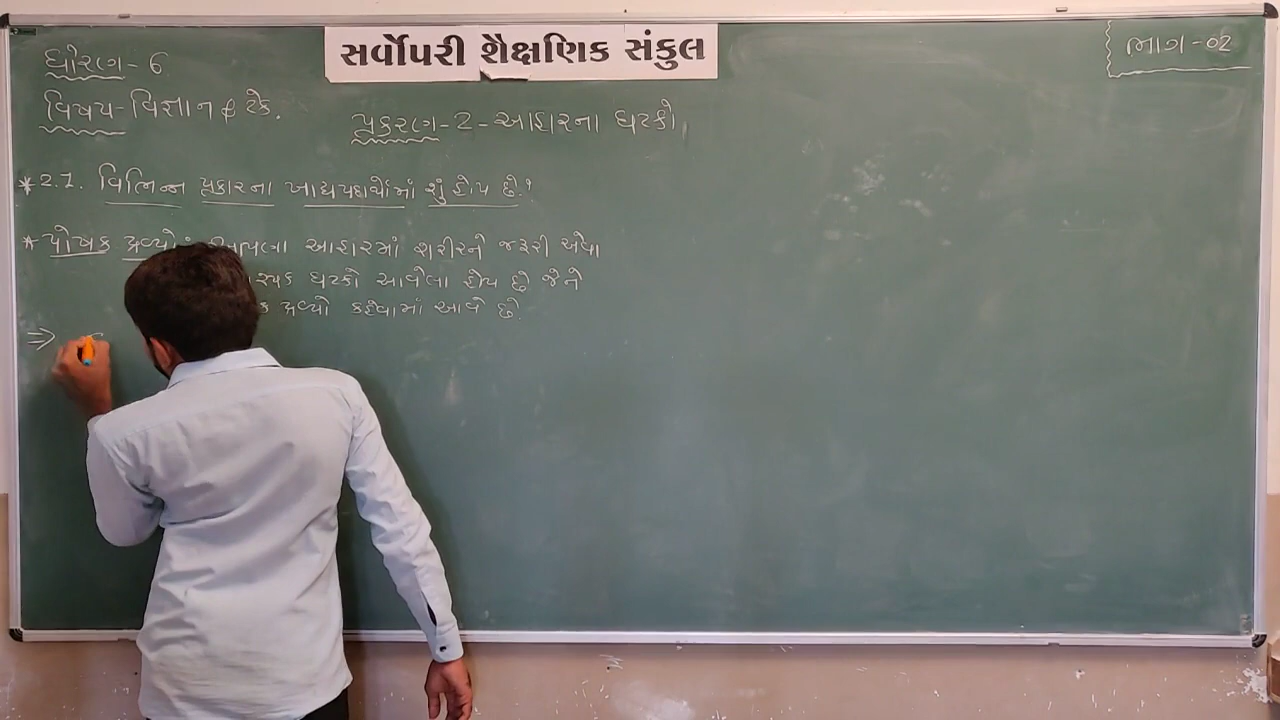 સર્વોપરી શૈક્ષણિક સંકુલ
ધોરણ - 6
ભાગ - 02
વિષય - વિજ્ઞાન & ટેક.
પ્રકરણ - 2 - આહારના ઘટકો
* 2.1. વિભિન્ન પ્રકારના ખાદ્યપદાર્થોમાં શું હોય છે?
* પોષક દ્રવ્યો: આપણા આહારમાં શરીરને જરૂરી એવા
ઘટકો આવેલા હોય છે જેને
દ્રવ્યો કહેવામાં આવે છે.
⇒